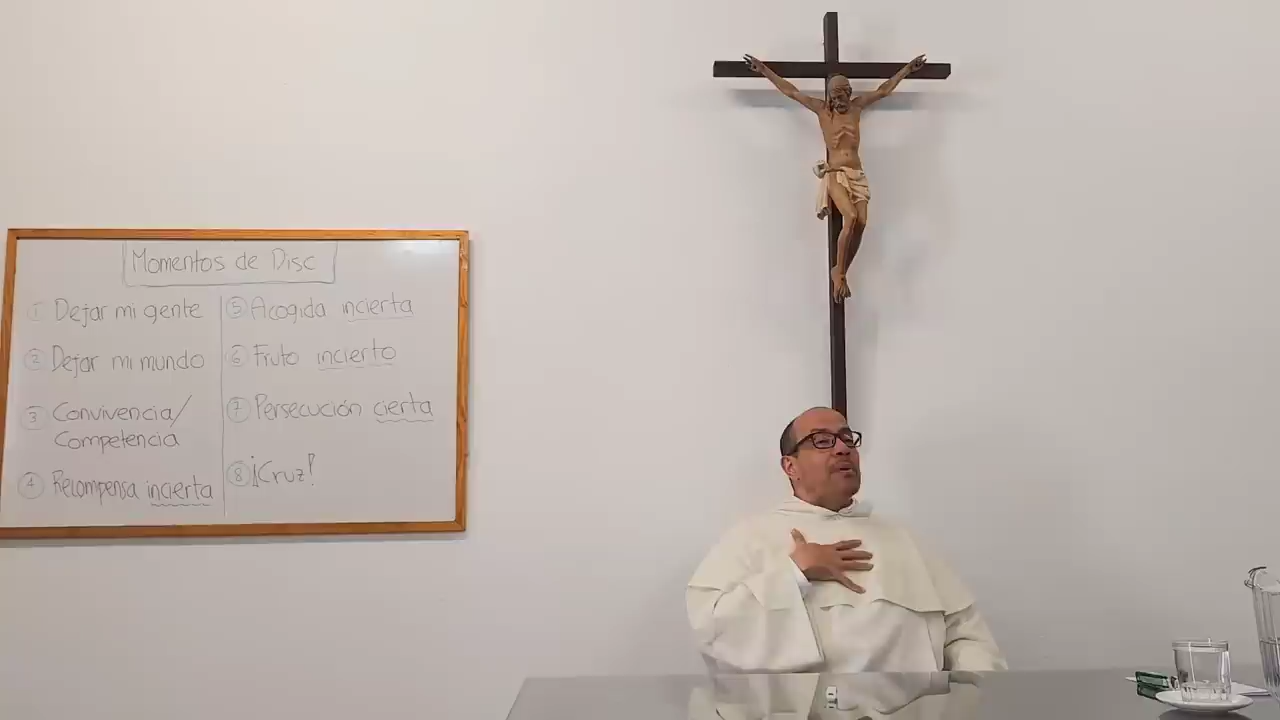 Momentos de Disc
① Dejar mi gente
② Dejar mi mundo
③ Convivencia/
Competencia
④ Recompensa incierta
⑤ Acogida incierta
⑥ Fruto incierto
⑦ Persecución cierta
⑧ ¡Cruz!